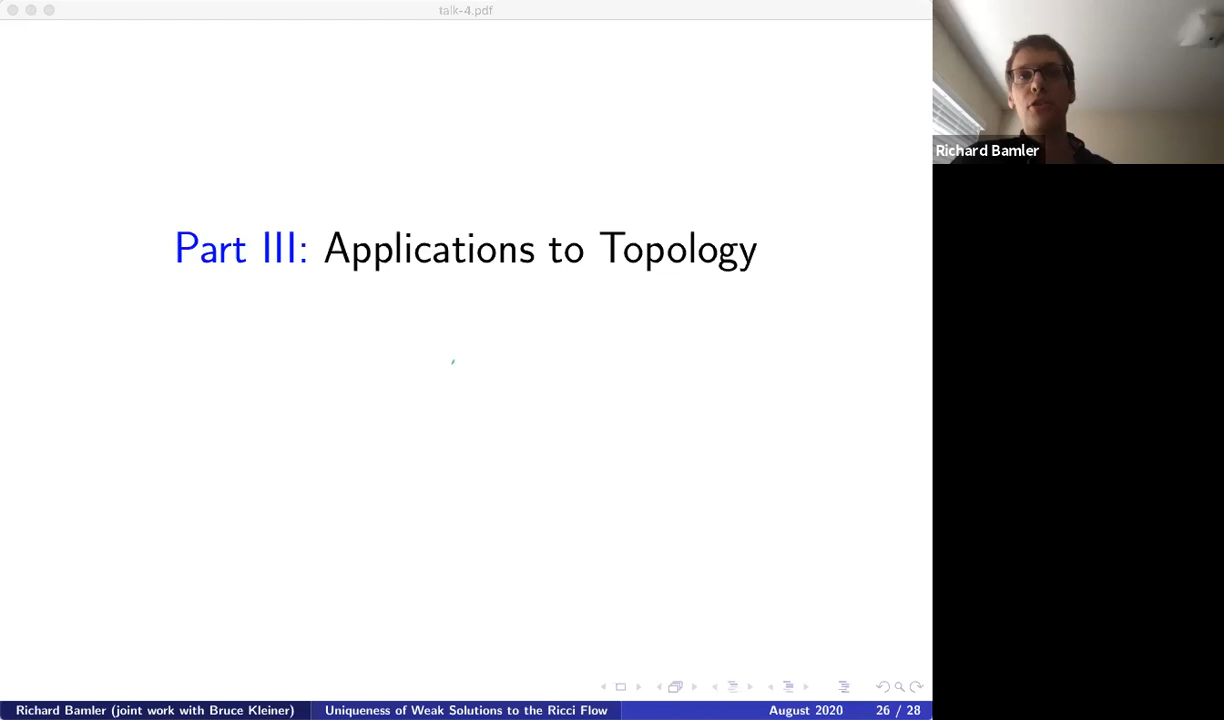 talk-4.pdf
Richard Bamler
Part III: Applications to Topology
Richard Bamler (joint work with Bruce Kleiner) Uniqueness of Weak Solutions to the Ricci Flow August 2020 26 / 28